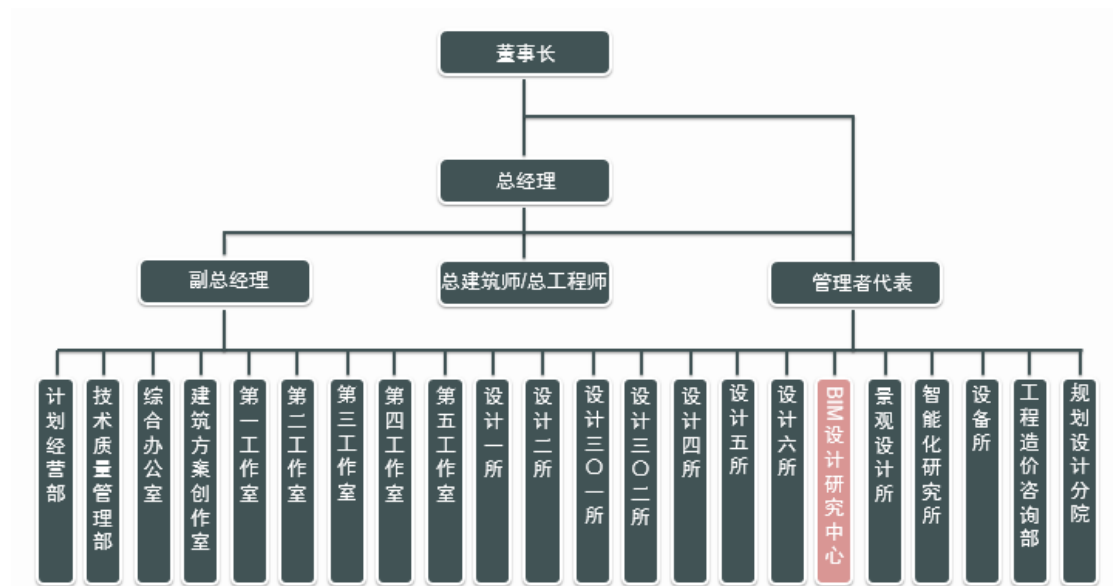 董事长
总经理
副总经理
总建筑师/总工程师
管理者代表
计划经营部
技术质量管理部
综合办公室
建筑方案创作室
第一工作室
第二工作室
第三工作室
第四工作室
第五工作室
设计一所
设计二所
设计三〇一所
设计三〇二所
设计四所
设计五所
设计六所
BIM设计研究中心
景观设计所
智能化研究所
设备所
工程造价咨询部
规划设计分院